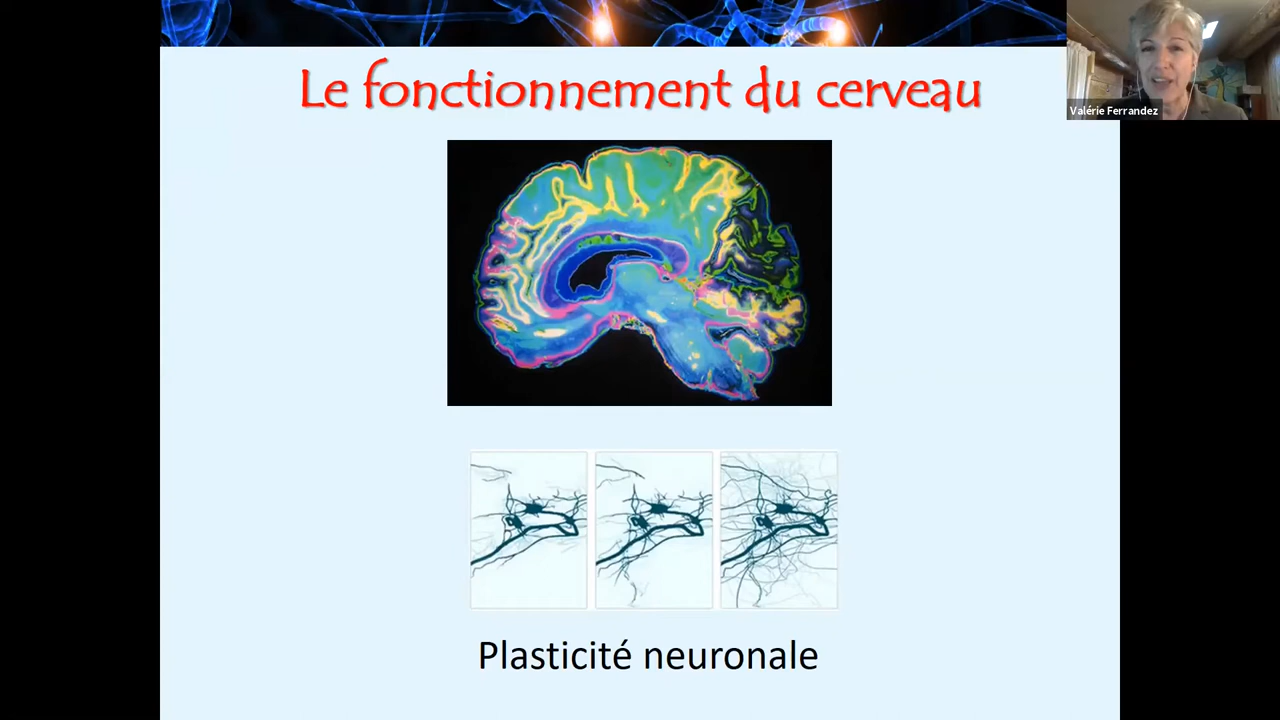 Le fonctionnement du cerveau
Valérie Ferrandez
Plasticité neuronale